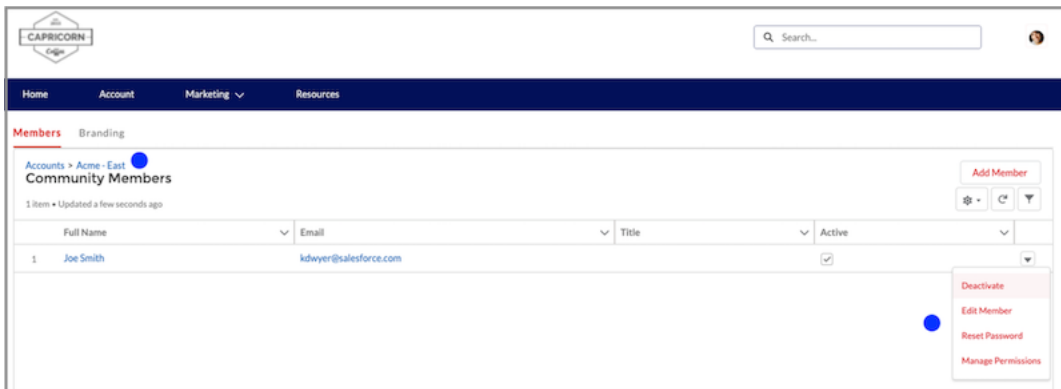 CAPRICORN
Coffee
Search...
Home Account Marketing Resources
Members Branding
Accounts > Acme - East
Community Members
Add Member
1 item • Updated a few seconds ago
Full Name Email Title Active
1 Joe Smith kdwyer@salesforce.com
Deactivate
Edit Member
Reset Password
Manage Permissions